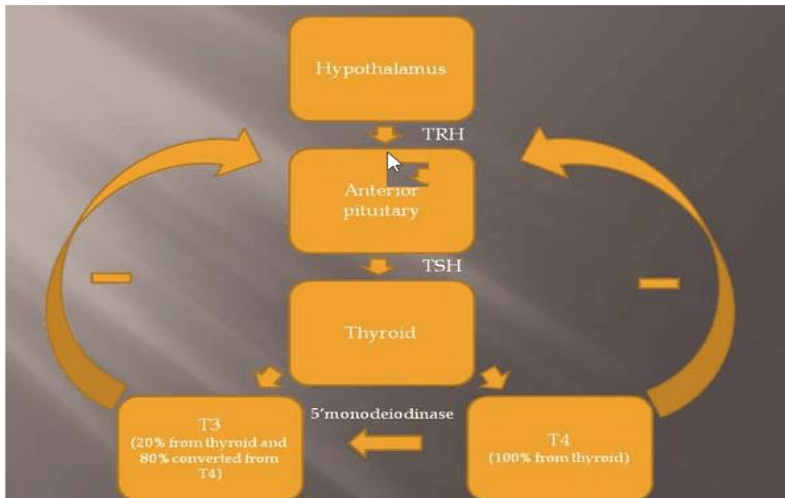 Hypothalamus
TRH
Anterior
pituitary
TSH
Thyroid
5'monodeiodinase
T3
(20% from thyroid and
80% converted from
T4)
T4
(100% from thyroid)